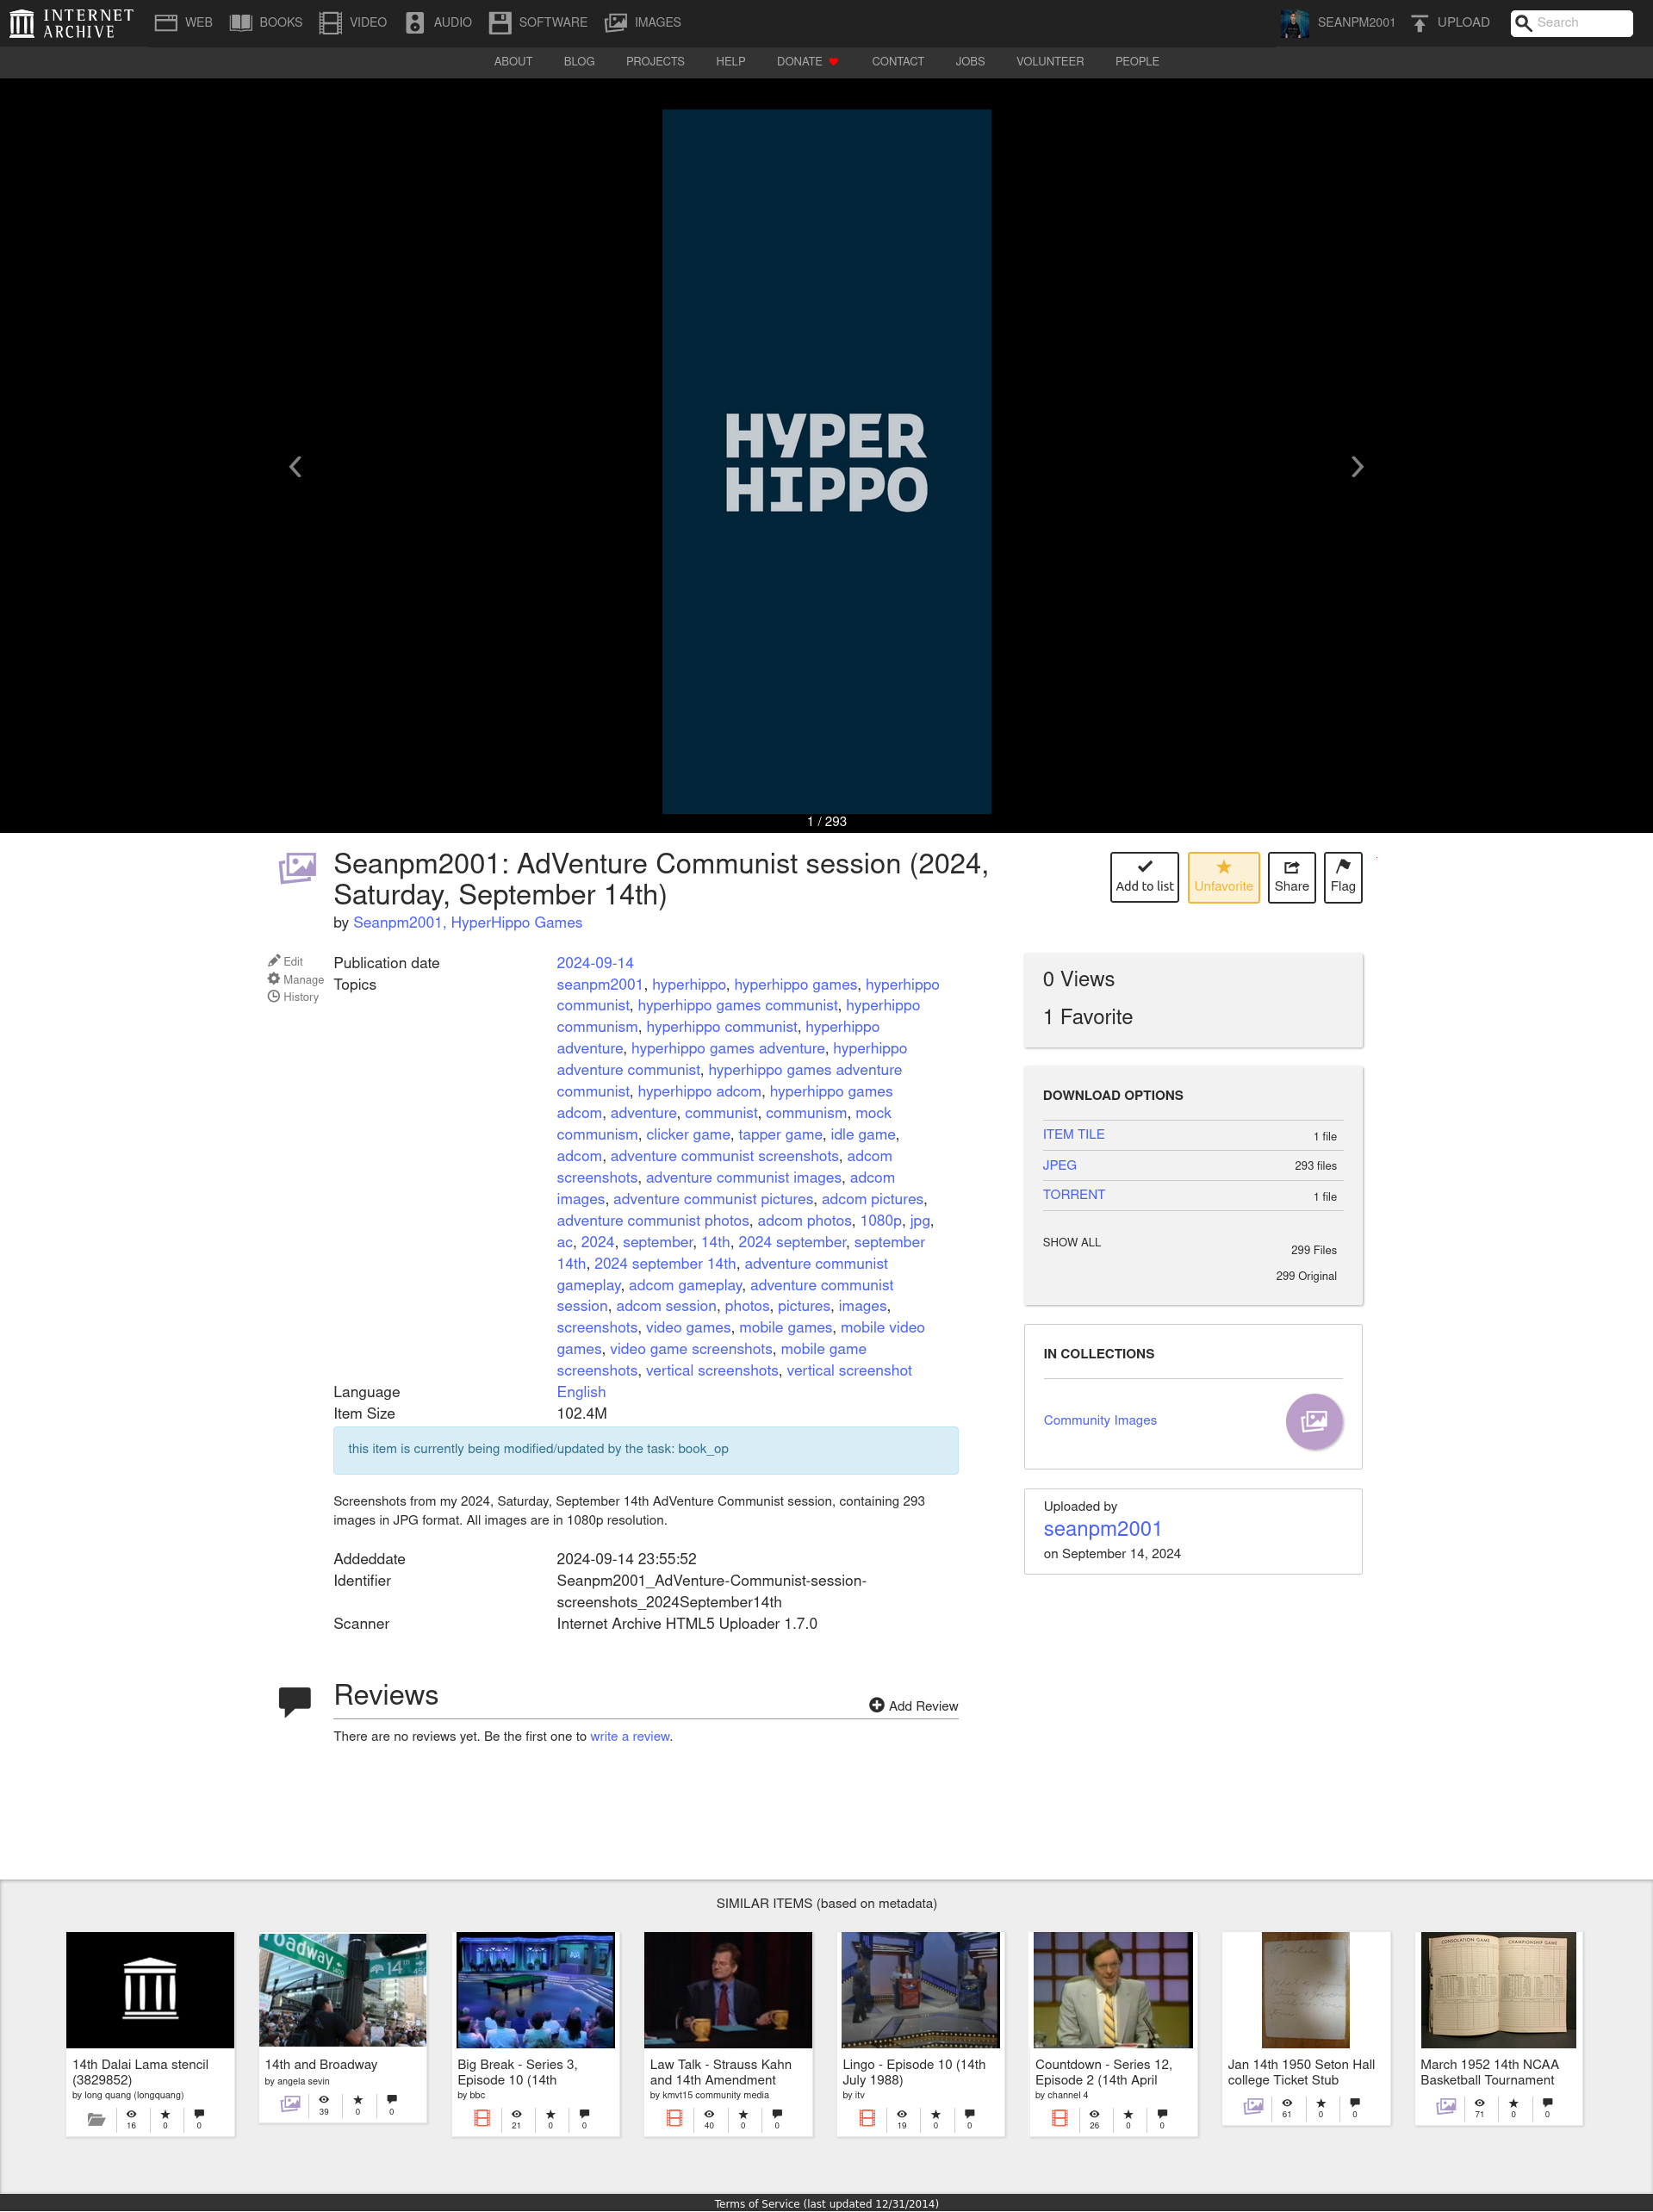 INTERNET
ARCHIVE
WEB BOOKS VIDEO AUDIO SOFTWARE IMAGES SEANPM2001 UPLOAD Search
ABOUT BLOG PROJECTS HELP DONATE CONTACT JOBS VOLUNTEER PEOPLE
HYPER
HIPPO
1 / 293
Seanpm2001: AdVenture Communist session (2024,
Saturday, September 14th)
by Seanpm2001, HyperHippo Games
Add to list Unfavorite Share Flag
Edit
Manage
History
Publication date 2024-09-14
Topics seanpm2001, hyperhippo, hyperhippo games, hyperhippo
communist, hyperhippo games communist, hyperhippo
communism, hyperhippo communist, hyperhippo
adventure, hyperhippo games adventure, hyperhippo
adventure communist, hyperhippo games adventure
communist, hyperhippo adcom, hyperhippo games
adcom, adventure, communist, communism, mock
communism, clicker game, tapper game, idle game,
adcom, adventure communist screenshots, adcom
screenshots, adventure communist images, adcom
images, adventure communist pictures, adcom pictures,
adventure communist photos, adcom photos, 1080p, jpg,
ac, 2024, september, 14th, 2024 september, september
14th, 2024 september 14th, adventure communist
gameplay, adcom gameplay, adventure communist
session, adcom session, photos, pictures, images,
screenshots, video games, mobile games, mobile video
games, video game screenshots, mobile game
screenshots, vertical screenshots, vertical screenshot
Language English
Item Size 102.4M
this item is currently being modified/updated by the task: book_op
Screenshots from my 2024, Saturday, September 14th AdVenture Communist session, containing 293
images in JPG format. All images are in 1080p resolution.
Addeddate 2024-09-14 23:55:52
Identifier Seanpm2001_AdVenture-Communist-session-
screenshots_2024September14th
Scanner Internet Archive HTML5 Uploader 1.7.0
0 Views
1 Favorite
DOWNLOAD OPTIONS
ITEM TILE 1 file
JPEG 293 files
TORRENT 1 file
SHOW ALL 299 Files
299 Original
IN COLLECTIONS
Community Images
Uploaded by
seanpm2001
on September 14, 2024
Reviews
Add Review
There are no reviews yet. Be the first one to write a review.
SIMILAR ITEMS (based on metadata)
oadway
14
CONSOLATION GAME CHAMPIONSHIP GAME
14th Dalai Lama stencil
(3829852)
by long quang (longquang)
16 0 0
14th and Broadway
by angela sevin
39 0 0
Big Break - Series 3,
Episode 10 (14th
by bbc
21 0 0
Law Talk - Strauss Kahn
and 14th Amendment
by kmvt15 community media
40 0 0
Lingo - Episode 10 (14th
July 1988)
by itv
19 0 0
Countdown - Series 12,
Episode 2 (14th April
by channel 4
26 0 0
Jan 14th 1950 Seton Hall
college Ticket Stub
61 0 0
March 1952 14th NCAA
Basketball Tournament
71 0 0
Terms of Service (last updated 12/31/2014)